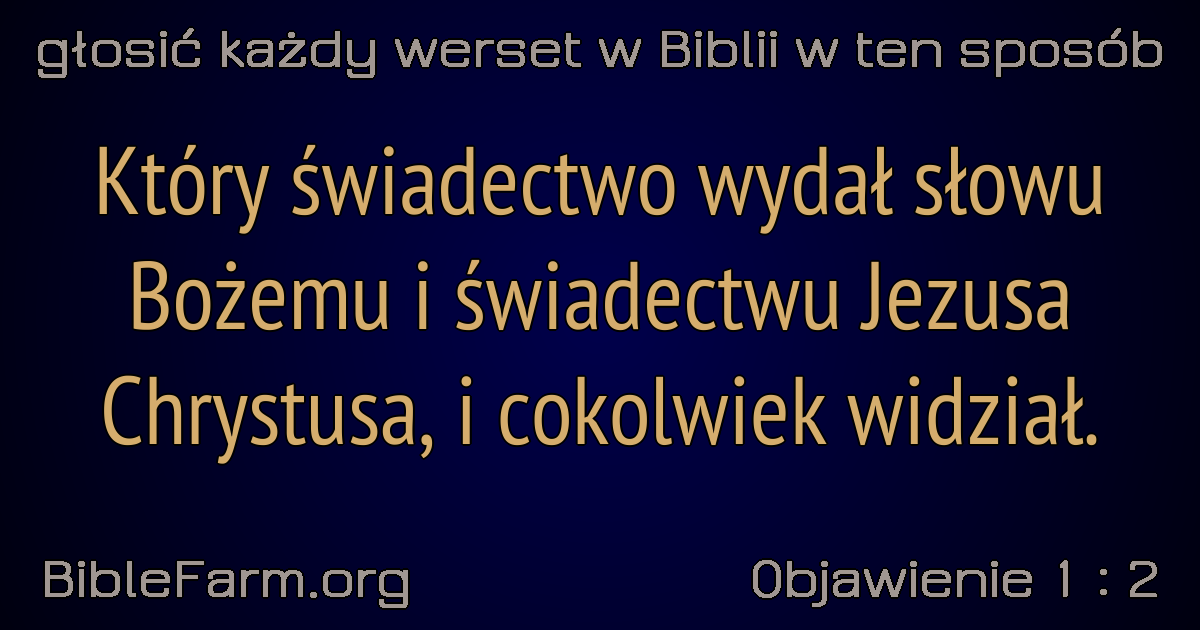 głosić każdy werset w Biblii w ten sposób
Który świadectwo wydał słowu
Bożemu i świadectwu Jezusa
Chrystusa, i cokolwiek widział.
BibleFarm.org
Objawienie 1 : 2